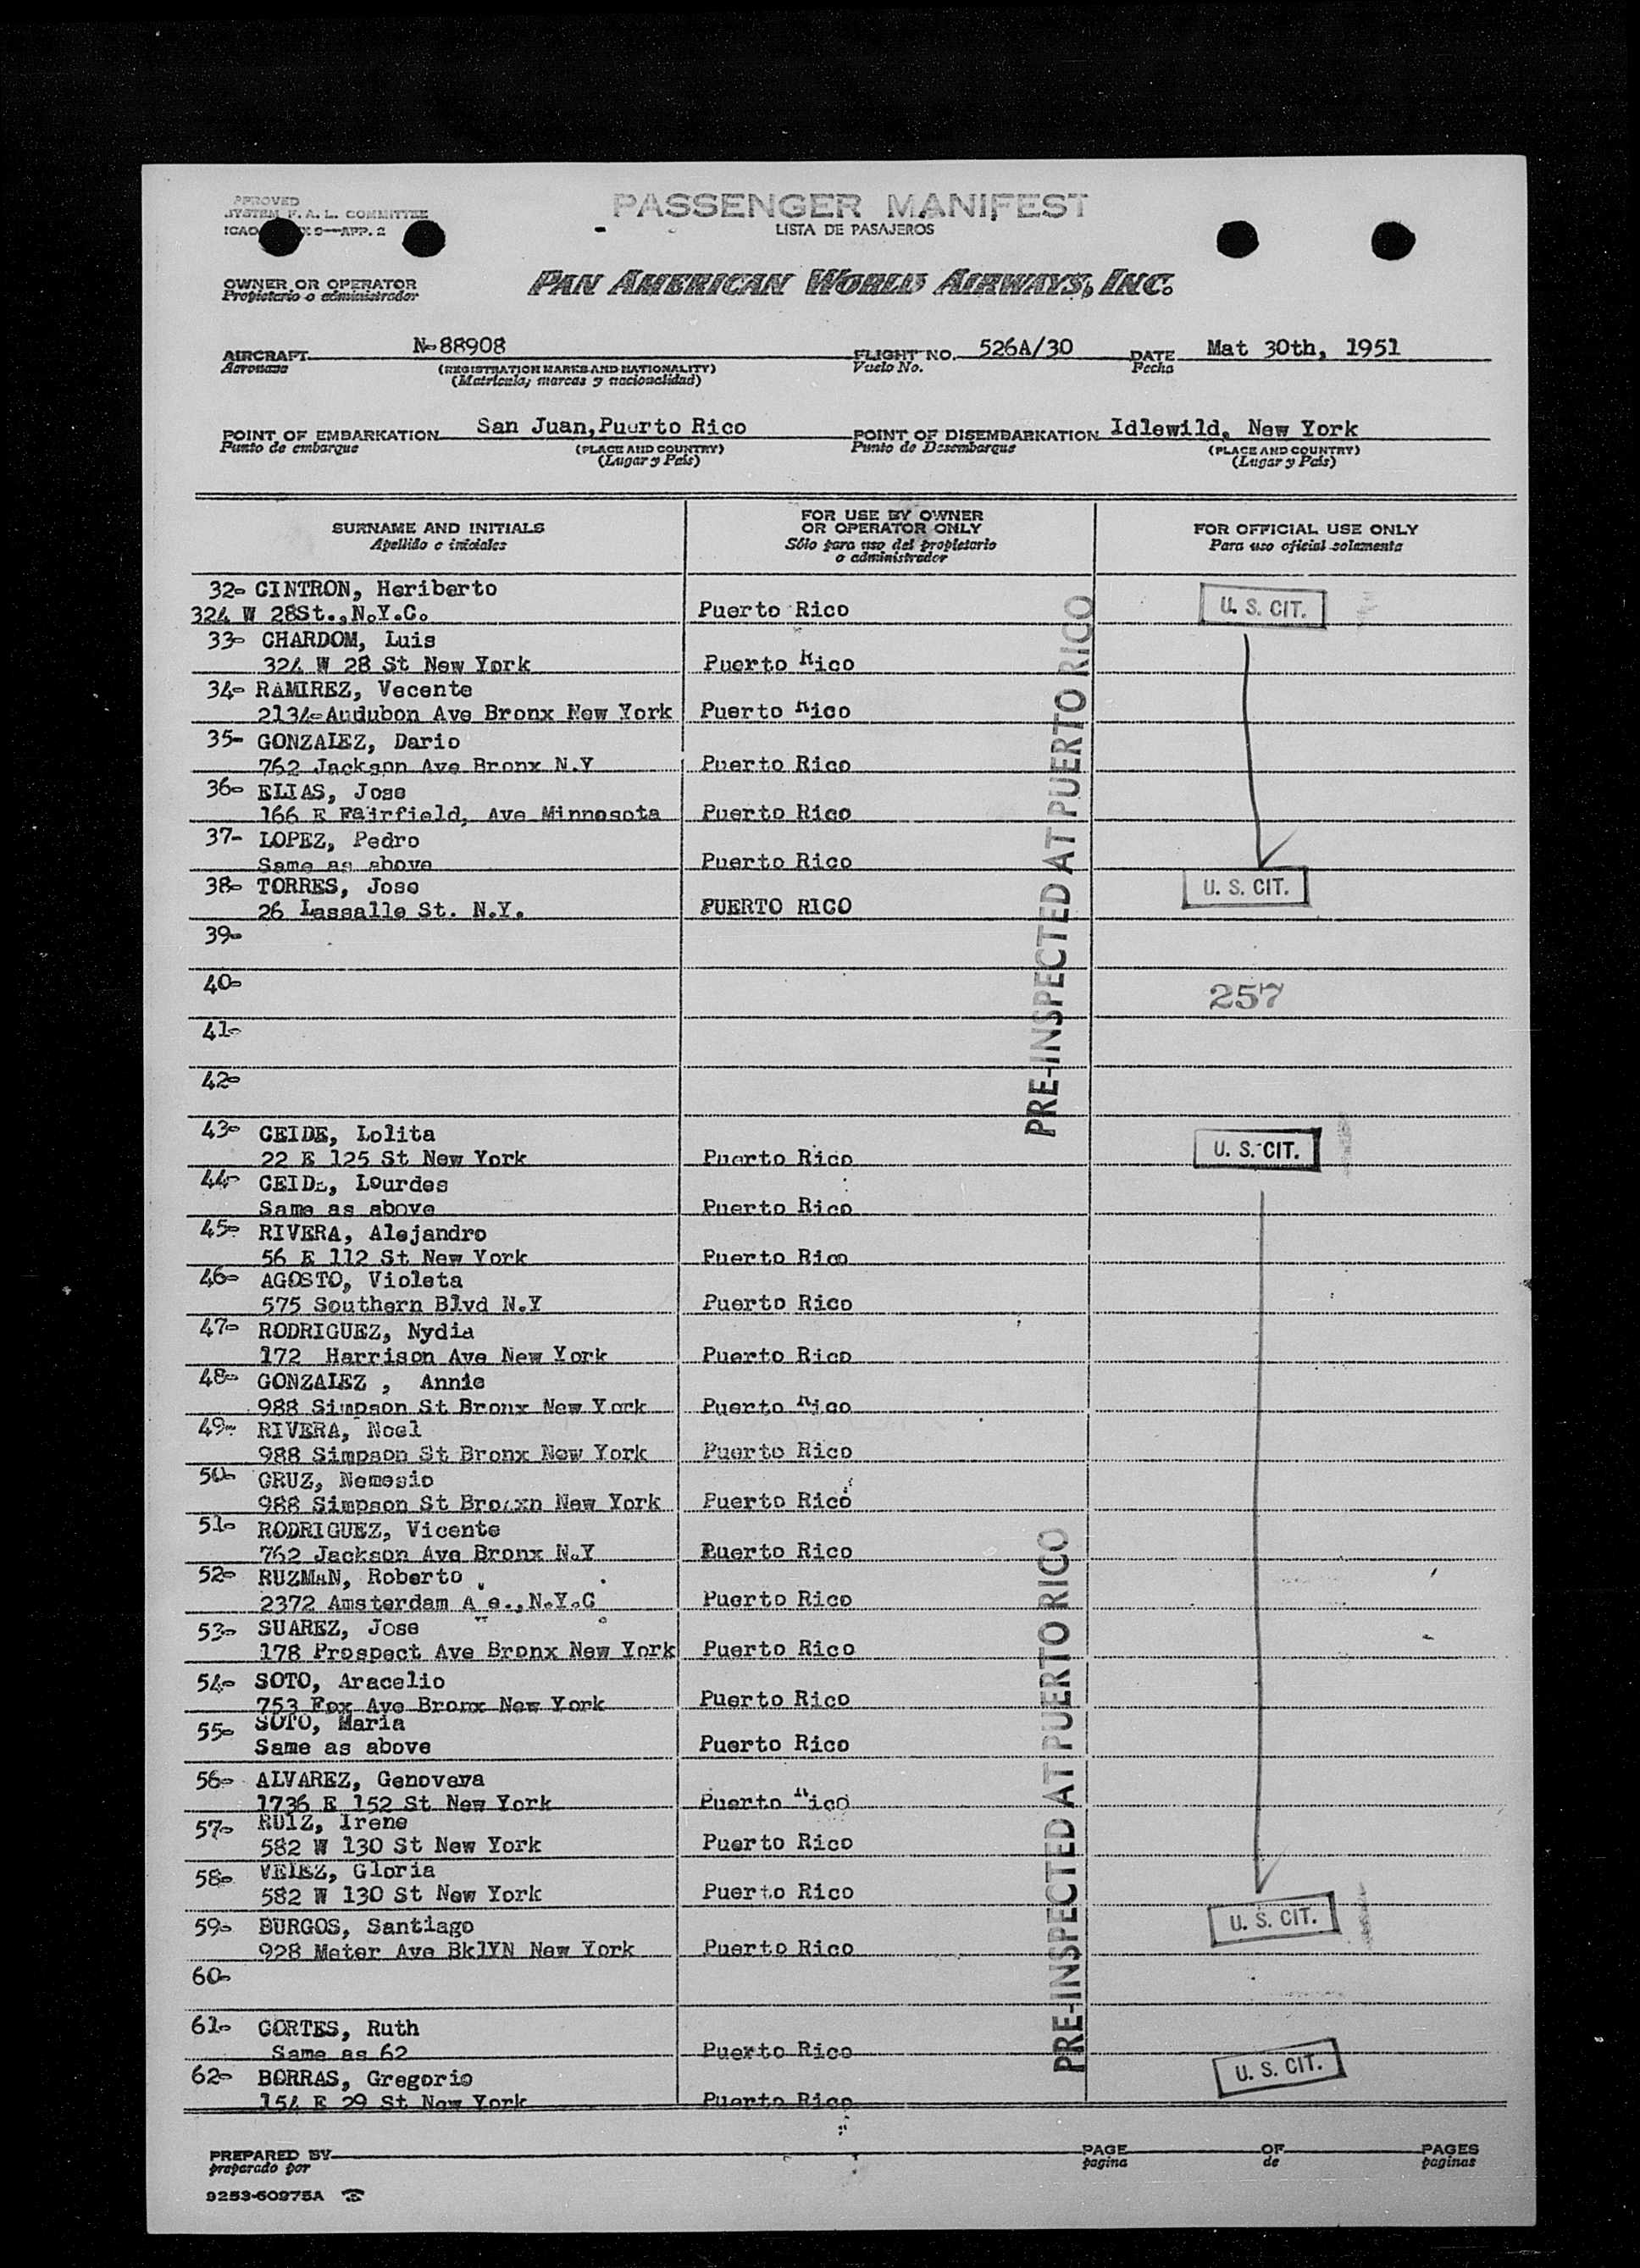 APPROVED
SYSTEM F. A. L. COMMITTEE
ICAO X 9—APP. 2
PASSENGER MANIFEST
LISTA DE PASAJEROS
OWNER OR OPERATOR
Propietario o administrador
PAN AMERICAN WORLD AIRWAYS, INC.
AIRCRAFT N-88908 FLIGHT NO. 526A/30 DATE Mat 30th, 1951
Aeronave (REGISTRATION MARKS AND NATIONALITY) Vuelo No. Fecha
(Matricula, marcas y nacionalidad)
POINT OF EMBARKATION San Juan,Puerto Rico POINT OF DISEMBARKATION Idlewild, New York
Punto de embarque (PLACE AND COUNTRY) Punto de Desembarque (PLACE AND COUNTRY)
(Lugar y País) (Lugar y País)
SURNAME AND INITIALS
Apellido e iniciales
FOR USE BY OWNER
OR OPERATOR ONLY
Sólo para uso del propietario
o administrador
FOR OFFICIAL USE ONLY
Para uso oficial solamente
32- CINTRON, Heriberto
324 W 28St.,N.Y.C. Puerto Rico U. S. CIT.
33- CHARDOM, Luis
324 W 28 St New York Puerto Rico
34- RAMIREZ, Vecente
2134-Audubon Ave Bronx New York Puerto Rico
35- GONZALEZ, Dario
762 Jackson Ave Bronx N.Y Puerto Rico
36- ELIAS, Jose
166 E Fairfield, Ave Minnesota Puerto Rico
37- LOPEZ, Pedro
Same as above Puerto Rico
38- TORRES, Jose U. S. CIT.
26 Lassalle St. N.Y. PUERTO RICO
39-
40- 257
41-
42-
PRE-INSPECTED AT PUERTO RICO
43- CEIDE, Lolita
22 E 125 St New York Puerto Rico U. S. CIT.
44- CEIDE, Lourdes
Same as above Puerto Rico
45- RIVERA, Alejandro
56 E 112 St New York Puerto Rico
46- AGOSTO, Violeta
575 Southern Blvd N.Y Puerto Rico
47- RODRIGUEZ, Nydia
172 Harrison Ave New York Puerto Rico
48- GONZALEZ , Annie
988 Simpson St Bronx New York Puerto Rico
49- RIVERA, Noel
988 Simpson St Bronx New York Puerto Rico
50- CRUZ, Nemesio
988 Simpson St New York Puerto Rico
51- RODRIGUEZ, Vicente
762 Jackson Ave Bronx N.Y Puerto Rico
52- RUZMAN, Roberto
2372 Amsterdam A e.,N.Y.C Puerto Rico
53- SUAREZ, Jose
178 Prospect Ave Bronx New York Puerto Rico
54- SOTO, Aracelio
753 Fox Ave Bronx New York Puerto Rico
55- SOTO, Maria
Same as above Puerto Rico
56- ALVAREZ, Genovera
1736 E 152 St New York Puerto Rico
57- RUIZ, Irene
582 W 130 St New York Puerto Rico
58- VELEZ, Gloria
582 W 130 St New York Puerto Rico
59- BURGOS, Santiago U. S. CIT.
928 Meter Ave BklYN New York Puerto Rico
60-
61- CORTES, Ruth
Same as 62 Puerto Rico
62- BORRAS, Gregorio U. S. CIT.
154 E 29 St New York Puerto Rico
PRE-INSPECTED AT PUERTO RICO
PREPARED BY PAGE OF PAGES
preparado por pagina de paginas
9253-60975A